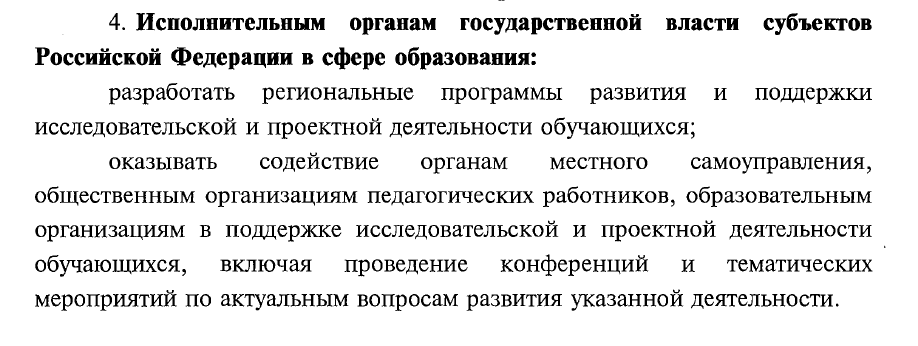 4. Исполнительным органам государственной власти субъектов
Российской Федерации в сфере образования:
разработать региональные программы развития и поддержки
исследовательской и проектной деятельности обучающихся;
оказывать содействие органам местного самоуправления,
общественным организациям педагогических работников, образовательным
организациям в поддержке исследовательской и проектной деятельности
обучающихся, включая проведение конференций и тематических
мероприятий по актуальным вопросам развития указанной деятельности.